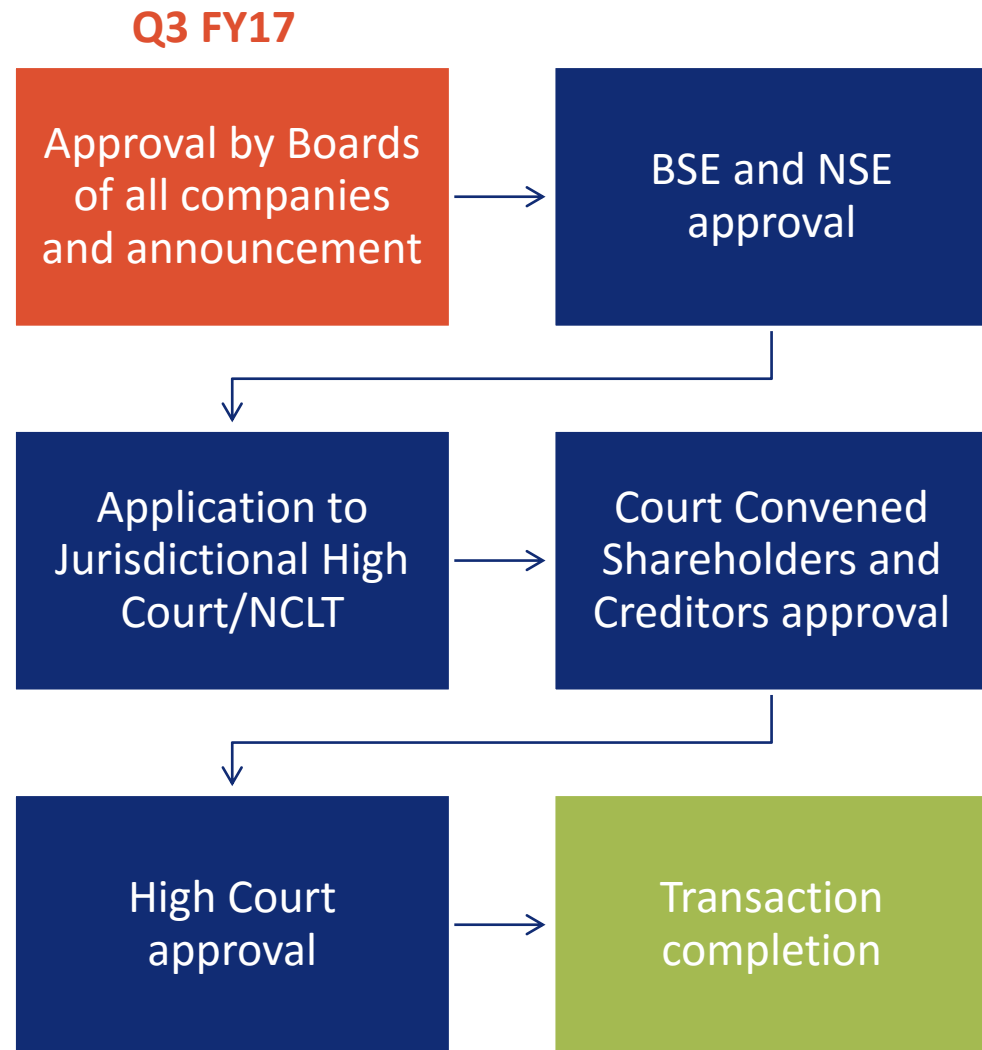 Q3 FY17
Approval by Boards
of all companies
and announcement
BSE and NSE
approval
Application to
Jurisdictional High
Court/NCLT
Court Convened
Shareholders and
Creditors approval
High Court
approval
Transaction
completion